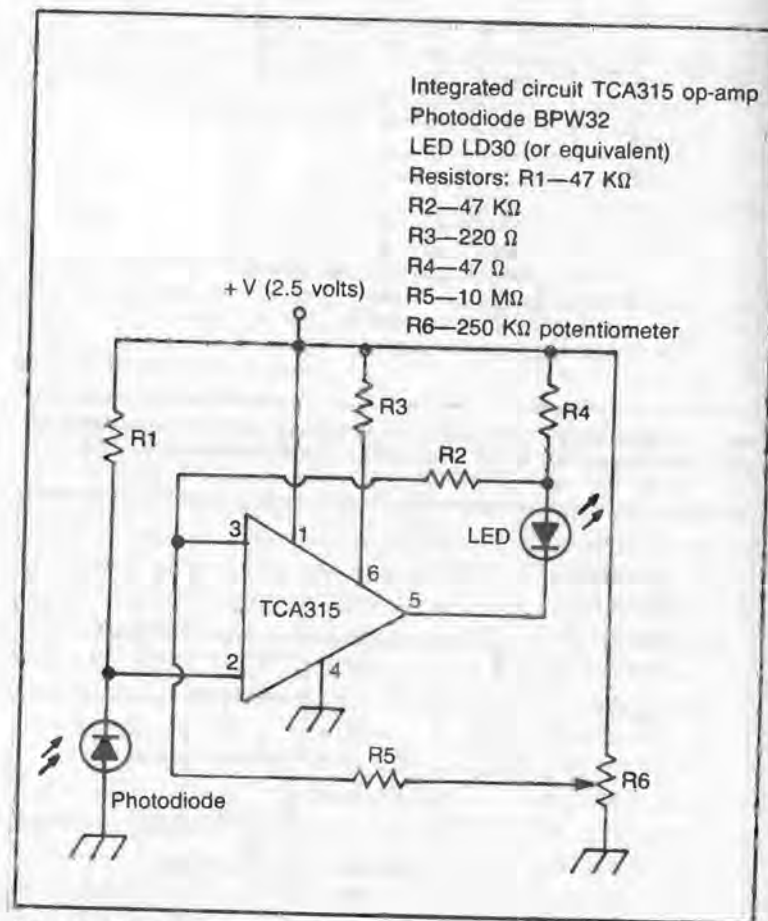 Integrated circuit TCA315 op-amp
Photodiode BPW32
LED LD30 (or equivalent)
Resistors: R1—47 KΩ
R2—47 KΩ
R3—220 Ω
R4—47 Ω
R5—10 MΩ
R6—250 KΩ potentiometer
+ V (2.5 volts)
R1
R3
R4
R2
LED
3
1
6
5
TCA315
2
4
R5
R6
Photodiode